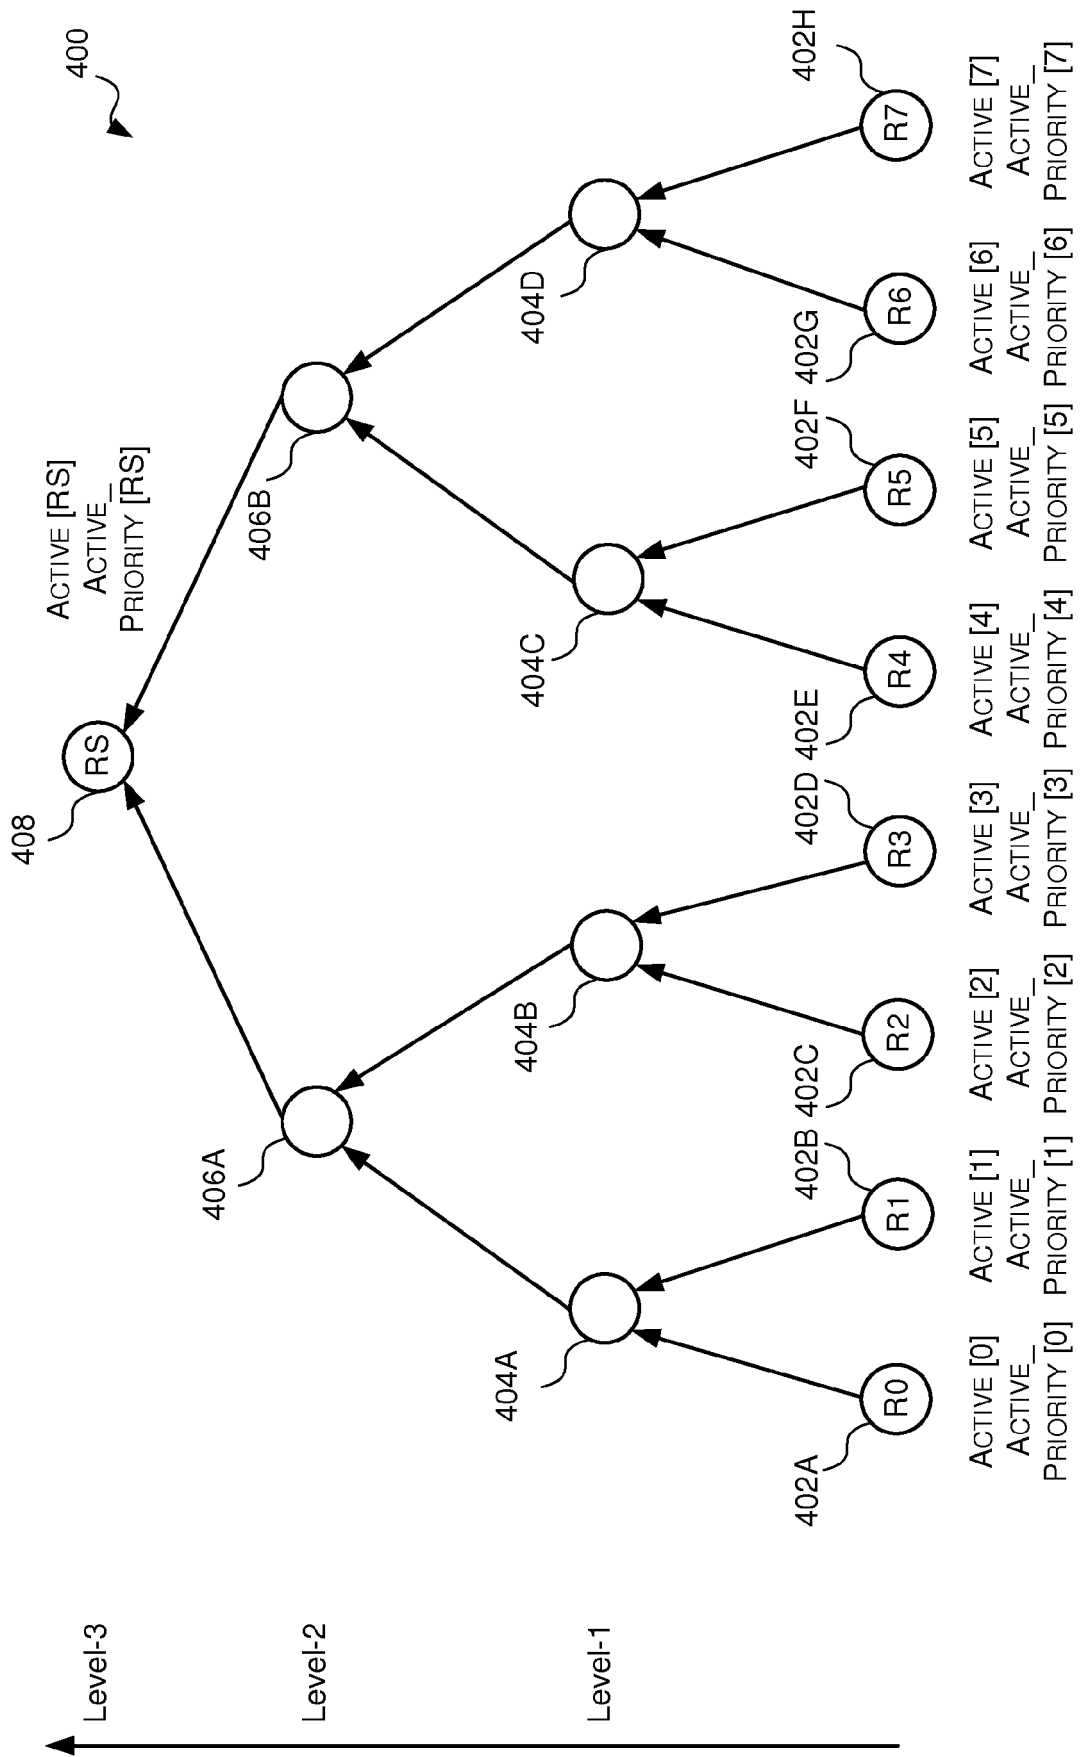 400
408
RS
ACTIVE [RS]
ACTIVE_
PRIORITY [RS]
Level-3
406A
406B
Level-2
404A
404B
404C
404D
Level-1
402A
402B
402C
402D
402E
402F
402G
402H
R0
R1
R2
R3
R4
R5
R6
R7
ACTIVE [0]
ACTIVE_
PRIORITY [0]
ACTIVE [1]
ACTIVE_
PRIORITY [1]
ACTIVE [2]
ACTIVE_
PRIORITY [2]
ACTIVE [3]
ACTIVE_
PRIORITY [3]
ACTIVE [4]
ACTIVE_
PRIORITY [4]
ACTIVE [5]
ACTIVE_
PRIORITY [5]
ACTIVE [6]
ACTIVE_
PRIORITY [6]
ACTIVE [7]
ACTIVE_
PRIORITY [7]